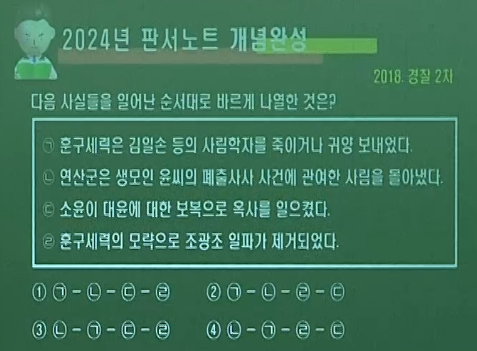 2024년 판서노트 개념완성
2018. 경찰 2차
다음 사실들을 일어난 순서대로 바르게 나열한 것은?
㉠ 훈구세력은 김일손 등의 사림학자를 죽이거나 귀양 보내었다.
㉡ 연산군은 생모인 윤씨의 폐출사사 사건에 관여한 사림을 몰아냈다.
㉢ 소윤이 대윤에 대한 보복으로 옥사를 일으켰다.
㉣ 훈구세력의 모략으로 조광조 일파가 제거되었다.
① ㉠ - ㉡ - ㉢ - ㉣ ② ㉠ - ㉡ - ㉣ - ㉢
③ ㉡ - ㉠ - ㉢ - ㉣ ④ ㉡ - ㉠ - ㉣ - ㉢